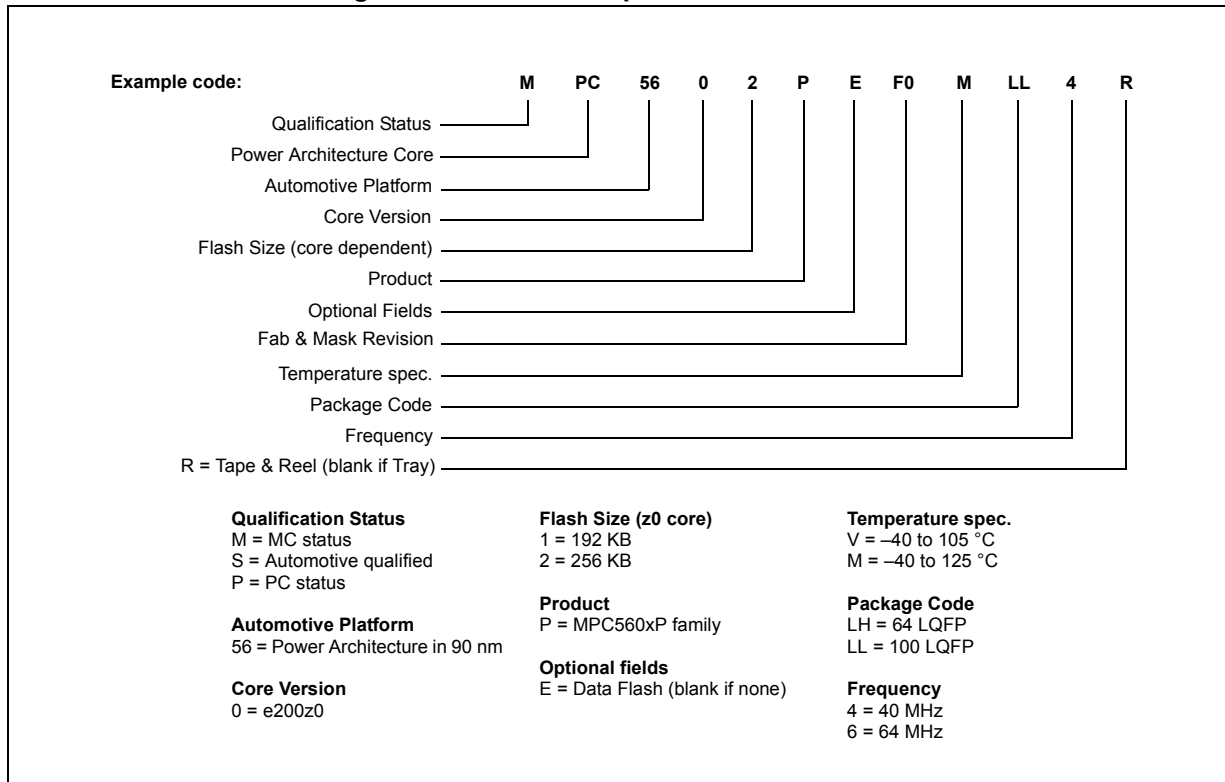 Example code: M PC 56 0 2 P E F0 M LL 4 R
Qualification Status
Power Architecture Core
Automotive Platform
Core Version
Flash Size (core dependent)
Product
Optional Fields
Fab & Mask Revision
Temperature spec.
Package Code
Frequency
R = Tape & Reel (blank if Tray)
Qualification Status
M = MC status
S = Automotive qualified
P = PC status
Automotive Platform
56 = Power Architecture in 90 nm
Core Version
0 = e200z0
Flash Size (z0 core)
1 = 192 KB
2 = 256 KB
Product
P = MPC560xP family
Optional fields
E = Data Flash (blank if none)
Temperature spec.
V = –40 to 105 °C
M = –40 to 125 °C
Package Code
LH = 64 LQFP
LL = 100 LQFP
Frequency
4 = 40 MHz
6 = 64 MHz